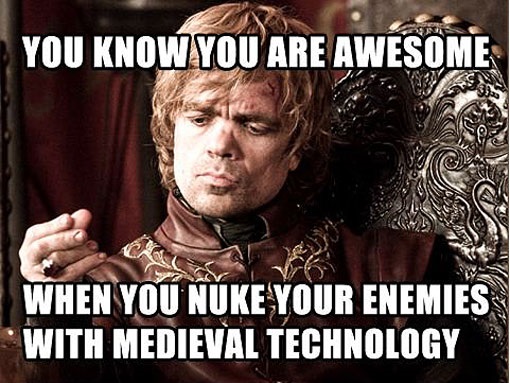 YOU KNOW YOU ARE AWESOME
WHEN YOU NUKE YOUR ENEMIES
WITH MEDIEVAL TECHNOLOGY